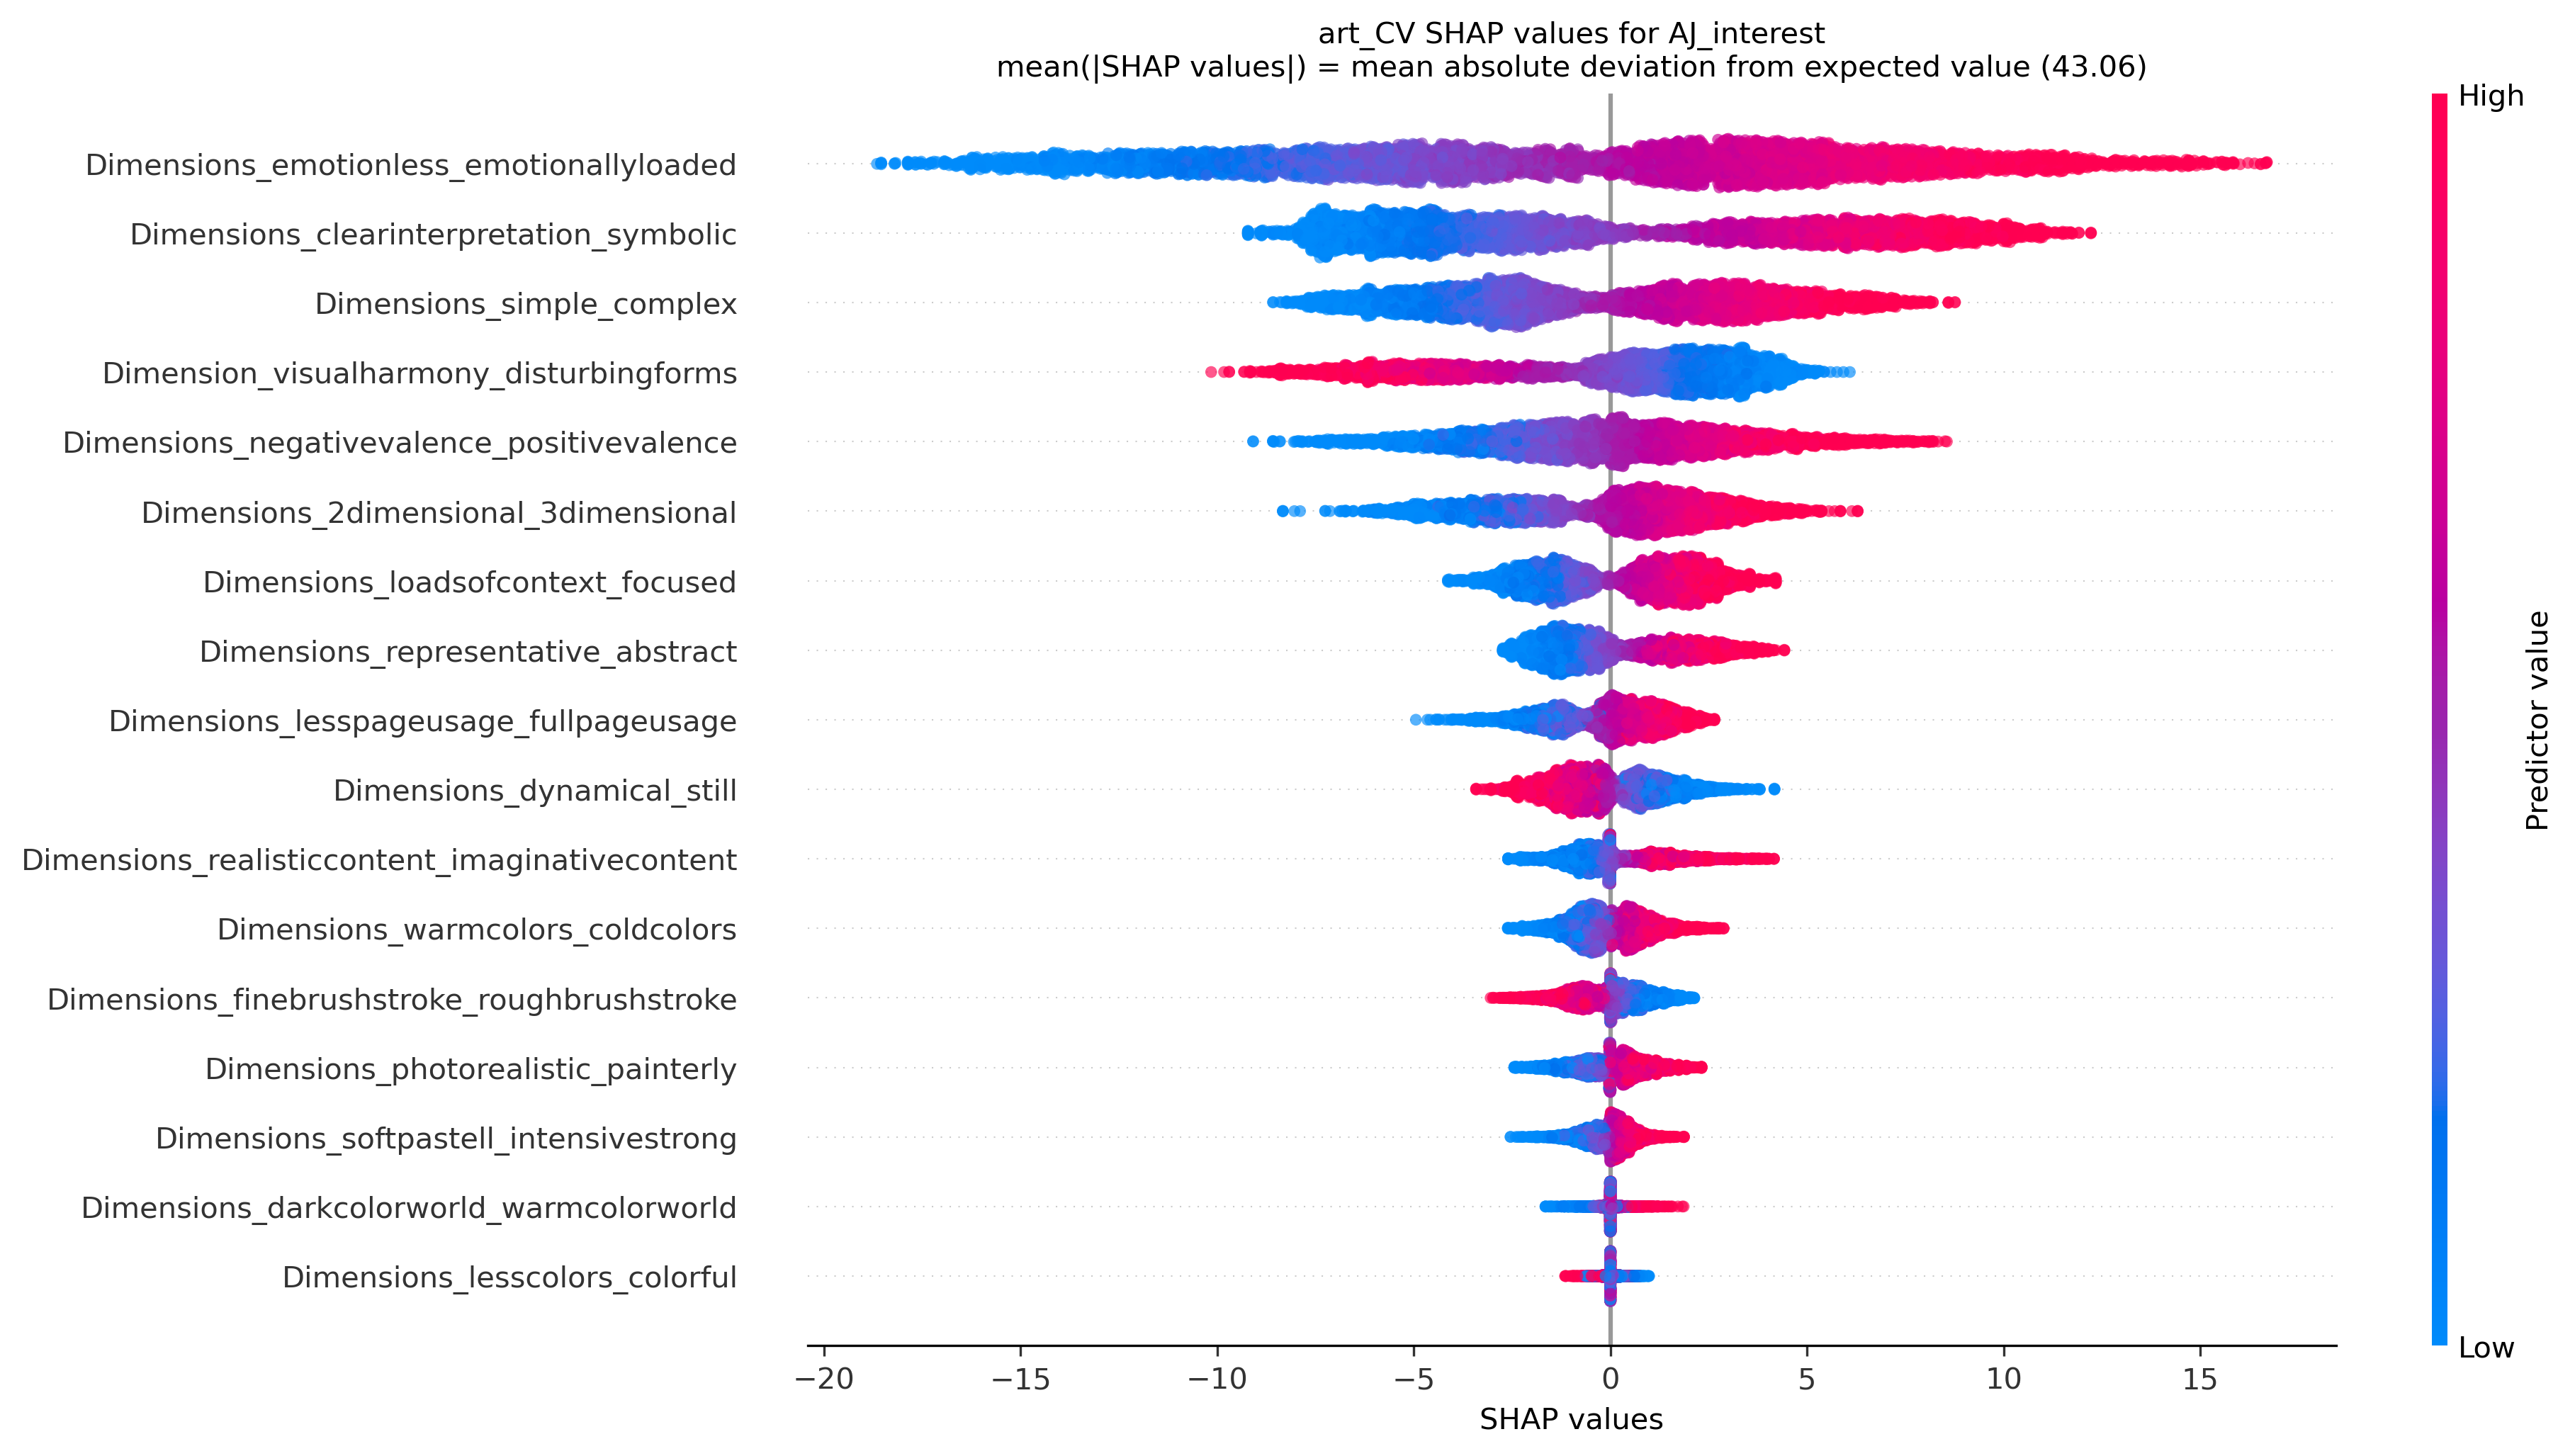 art_CV SHAP values for AJ_interest
mean(|SHAP values|) = mean absolute deviation from expected value (43.06)
High
Dimensions_emotionless_emotionallyloaded
Dimensions_clearinterpretation_symbolic
Dimensions_simple_complex
Dimension_visualharmony_disturbingforms
Dimensions_negativevalence_positivevalence
Dimensions_2dimensional_3dimensional
Dimensions_loadsofcontext_focused
Dimensions_representative_abstract
Dimensions_lesspageusage_fullpageusage
Dimensions_dynamical_still
Dimensions_realisticcontent_imaginativecontent
Dimensions_warmcolors_coldcolors
Dimensions_finebrushstroke_roughbrushstroke
Dimensions_photorealistic_painterly
Dimensions_softpastell_intensivestrong
Dimensions_darkcolorworld_warmcolorworld
Dimensions_lesscolors_colorful
Predictor value
Low
−20 −15 −10 −5 0 5 10 15
SHAP values